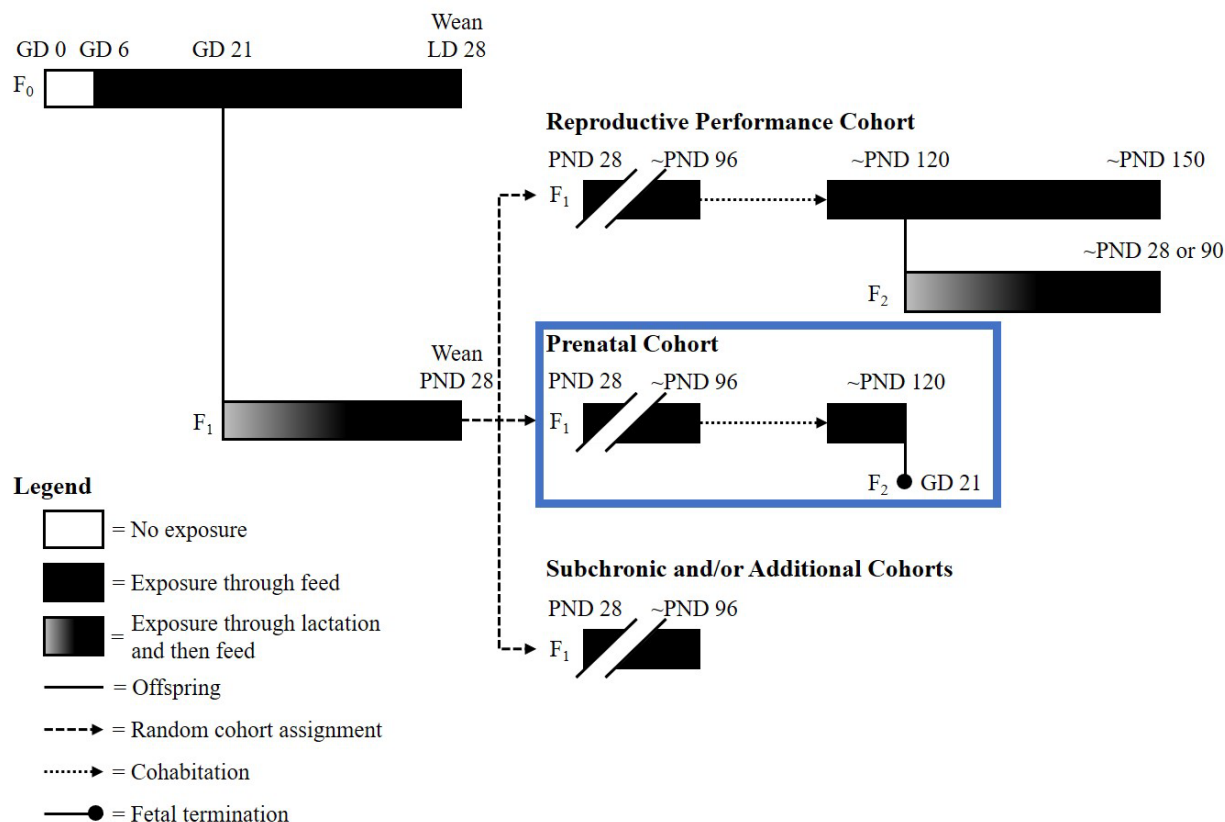 Wean
GD 0 GD 6 GD 21 LD 28
F0
Reproductive Performance Cohort
PND 28 ~PND 96 ~PND 120 ~PND 150
F1
~PND 28 or 90
F2
Wean
PND 28
F1
Prenatal Cohort
PND 28 ~PND 96 ~PND 120
F1
F2 GD 21
Subchronic and/or Additional Cohorts
PND 28 ~PND 96
F1
Legend
= No exposure
= Exposure through feed
= Exposure through lactation
and then feed
= Offspring
= Random cohort assignment
= Cohabitation
= Fetal termination